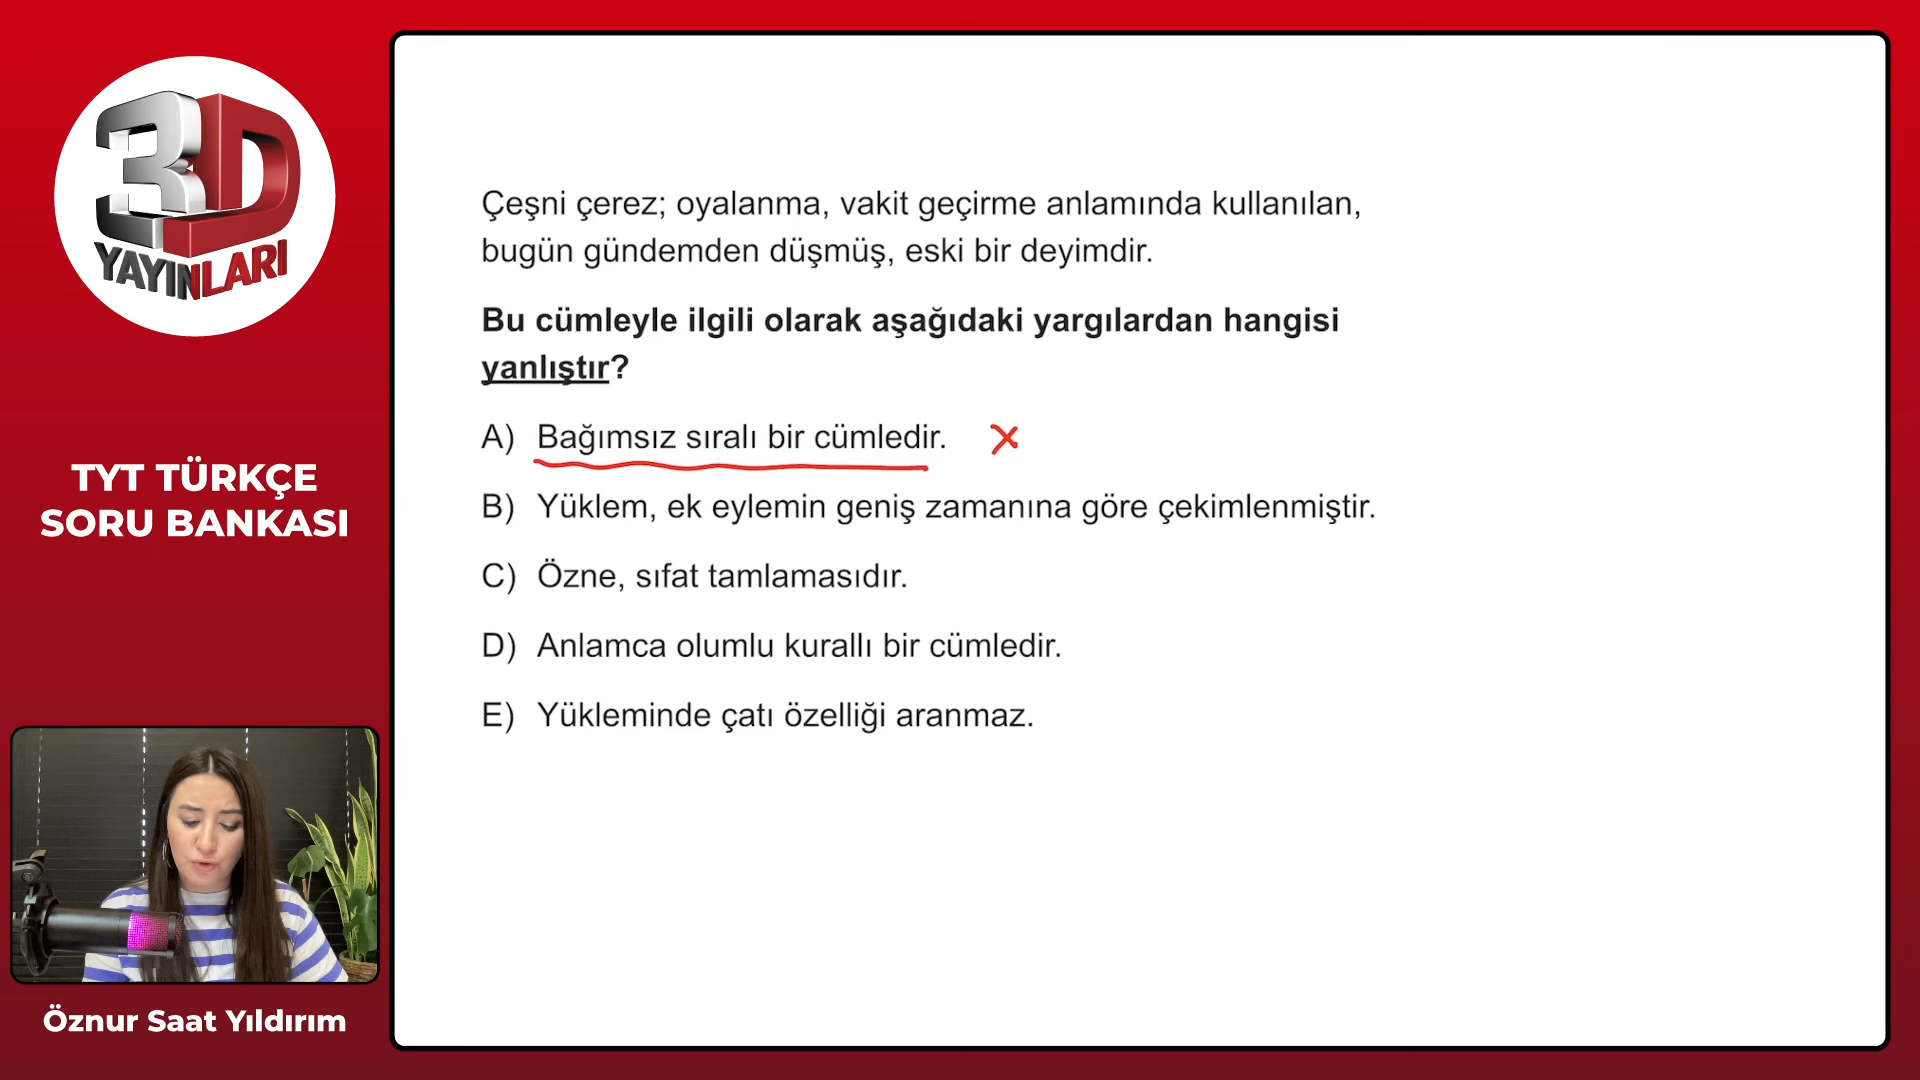 3D
YAYINLARI
TYT TÜRKÇE
SORU BANKASI
Öznur Saat Yıldırım
Çeşni çerez; oyalanma, vakit geçirme anlamında kullanılan,
bugün gündemden düşmüş, eski bir deyimdir.
Bu cümleyle ilgili olarak aşağıdaki yargılardan hangisi
yanlıştır?
A) Bağımsız sıralı bir cümledir.
B) Yüklem, ek eylemin geniş zamanına göre çekimlenmiştir.
C) Özne, sıfat tamlamasıdır.
D) Anlamca olumlu kurallı bir cümledir.
E) Yükleminde çatı özelliği aranmaz.